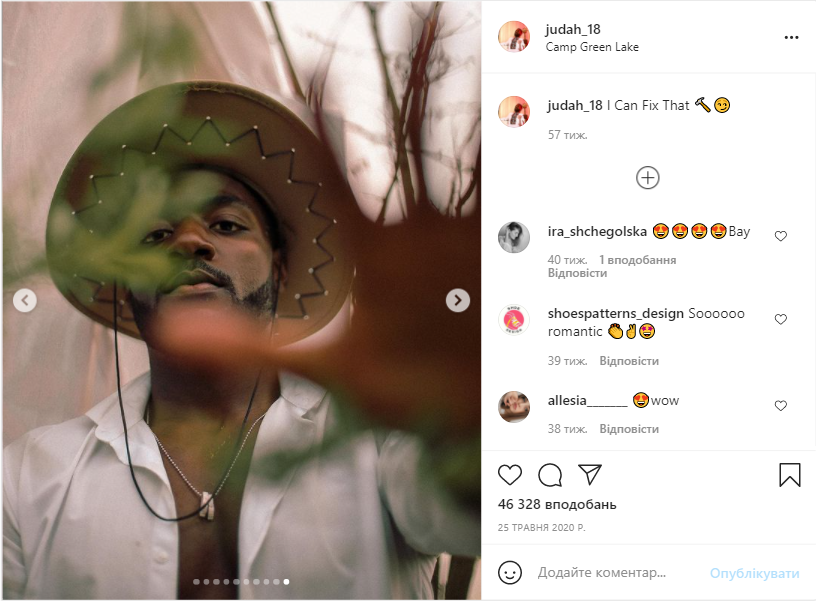 judah_18
Camp Green Lake
judah_18 I Can Fix That 🔨😏
57 тиж.
ira_shchegolska 😍😍😍😍Bay
40 тиж. 1 вподобання
Відповісти
shoespatterns_design Soooooo
romantic 👏✌️😍
39 тиж. Відповісти
allesia_______ 😍wow
38 тиж. Відповісти
46 328 вподобань
25 ТРАВНЯ 2020 Р.
Додайте коментар... Опублікувати